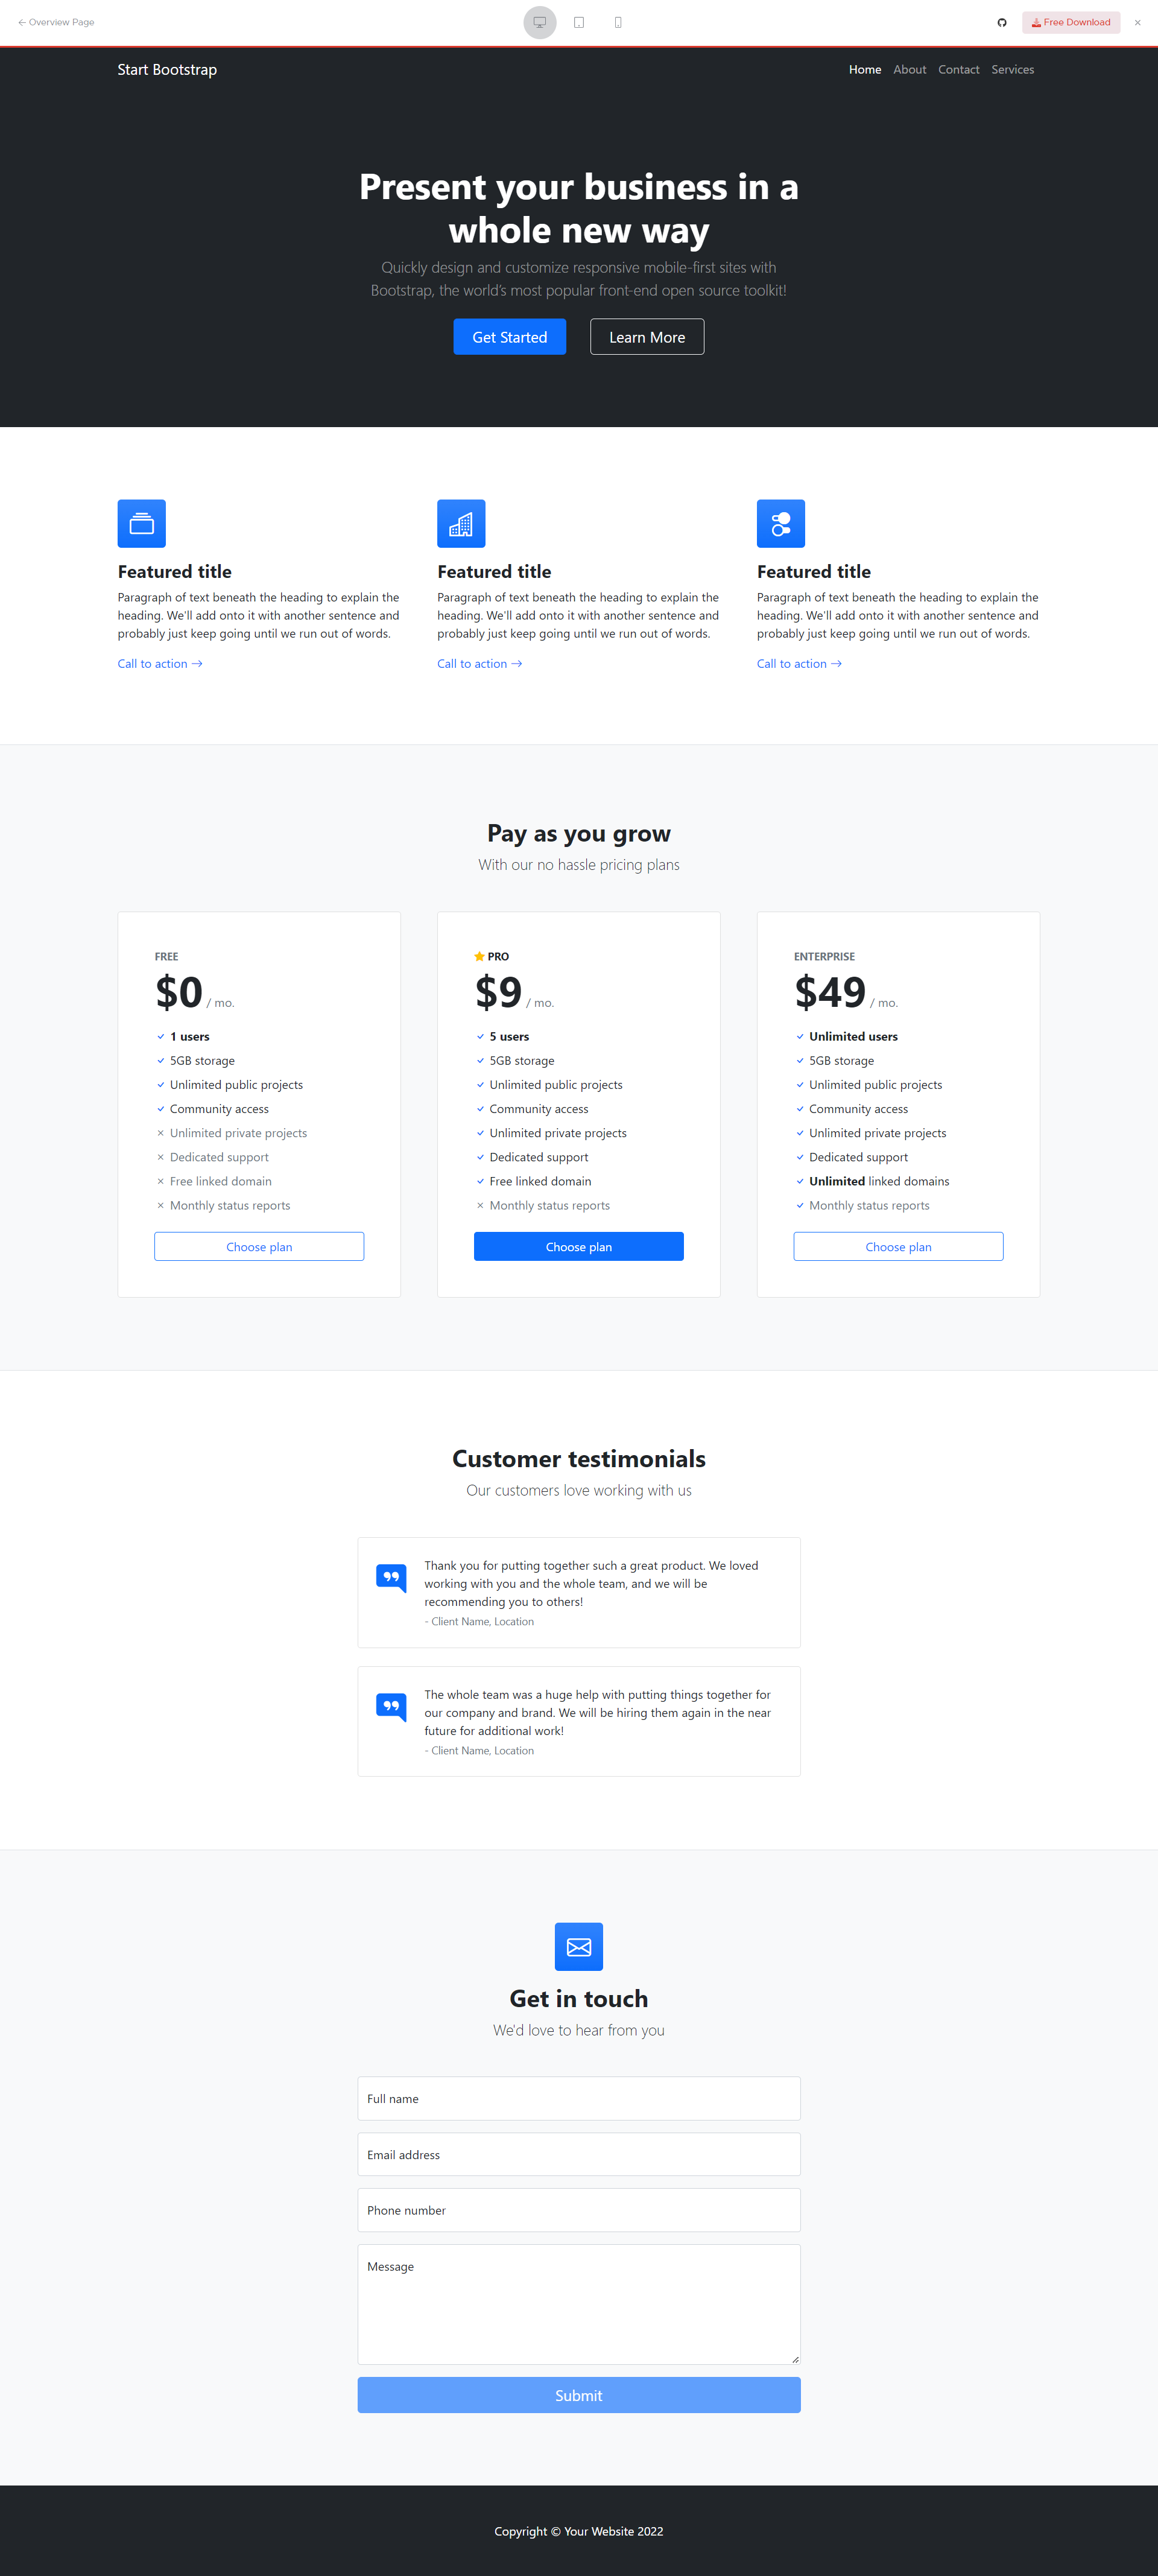 ← Overview Page
Free Download
Start Bootstrap
Home About Contact Services
Present your business in a
whole new way
Quickly design and customize responsive mobile-first sites with
Bootstrap, the world’s most popular front-end open source toolkit!
Get Started
Learn More
Featured title
Paragraph of text beneath the heading to explain the
heading. We'll add onto it with another sentence and
probably just keep going until we run out of words.
Call to action →
Featured title
Paragraph of text beneath the heading to explain the
heading. We'll add onto it with another sentence and
probably just keep going until we run out of words.
Call to action →
Featured title
Paragraph of text beneath the heading to explain the
heading. We'll add onto it with another sentence and
probably just keep going until we run out of words.
Call to action →
Pay as you grow
With our no hassle pricing plans
FREE
$0 / mo.
1 users
5GB storage
Unlimited public projects
Community access
Unlimited private projects
Dedicated support
Free linked domain
Monthly status reports
Choose plan
PRO
$9 / mo.
5 users
5GB storage
Unlimited public projects
Community access
Unlimited private projects
Dedicated support
Free linked domain
Monthly status reports
Choose plan
ENTERPRISE
$49 / mo.
Unlimited users
5GB storage
Unlimited public projects
Community access
Unlimited private projects
Dedicated support
Unlimited linked domains
Monthly status reports
Choose plan
Customer testimonials
Our customers love working with us
Thank you for putting together such a great product. We loved
working with you and the whole team, and we will be
recommending you to others!
- Client Name, Location
The whole team was a huge help with putting things together for
our company and brand. We will be hiring them again in the near
future for additional work!
- Client Name, Location
Get in touch
We'd love to hear from you
Full name
Email address
Phone number
Message
Submit
Copyright © Your Website 2022